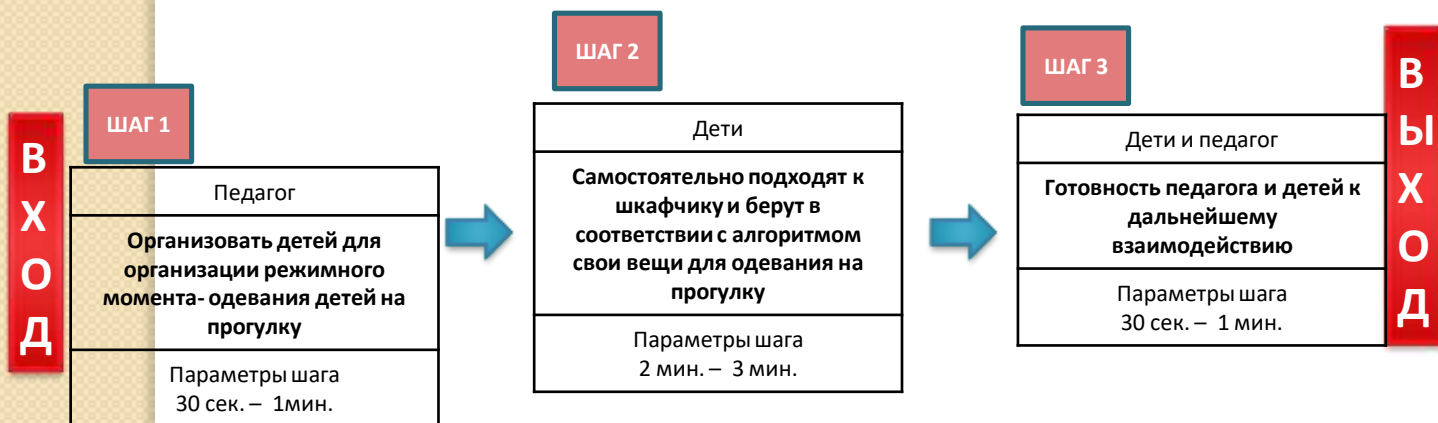 ВХОД
ШАГ 1
Педагог
Организовать детей для
организации режимного
момента- одевания детей на
прогулку
Параметры шага
30 сек. – 1мин.
ШАГ 2
Дети
Самостоятельно подходят к
шкафчику и берут в
соответствии с алгоритмом
свои вещи для одевания на
прогулку
Параметры шага
2 мин. – 3 мин.
ШАГ 3
Дети и педагог
Готовность педагога и детей к
дальнейшему
взаимодействию
Параметры шага
30 сек. – 1 мин.
ВЫХОД